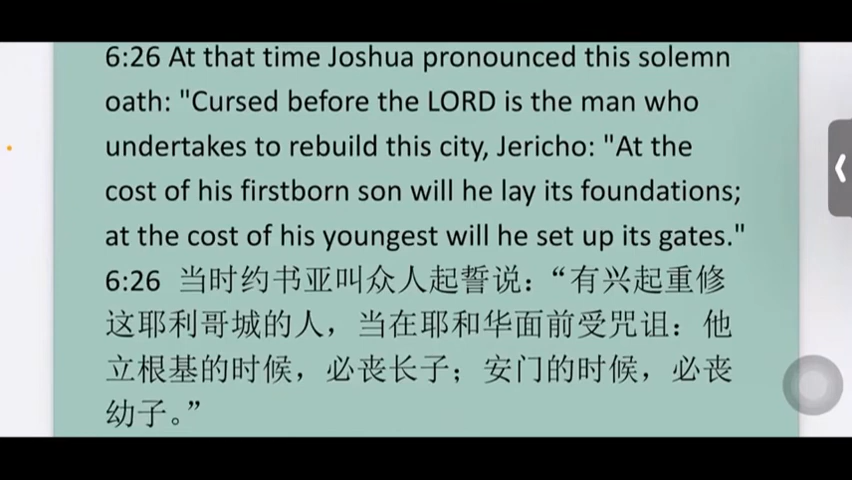 6:26 At that time Joshua pronounced this solemn
oath: "Cursed before the LORD is the man who
undertakes to rebuild this city, Jericho: "At the
cost of his firstborn son will he lay its foundations;
at the cost of his youngest will he set up its gates."
6:26 当时约书亚叫众人起誓说：“有兴起重修
这耶利哥城的人，当在耶和华面前受咒诅：他
立根基的时候，必丧长子；安门的时候，必丧
幼子。”